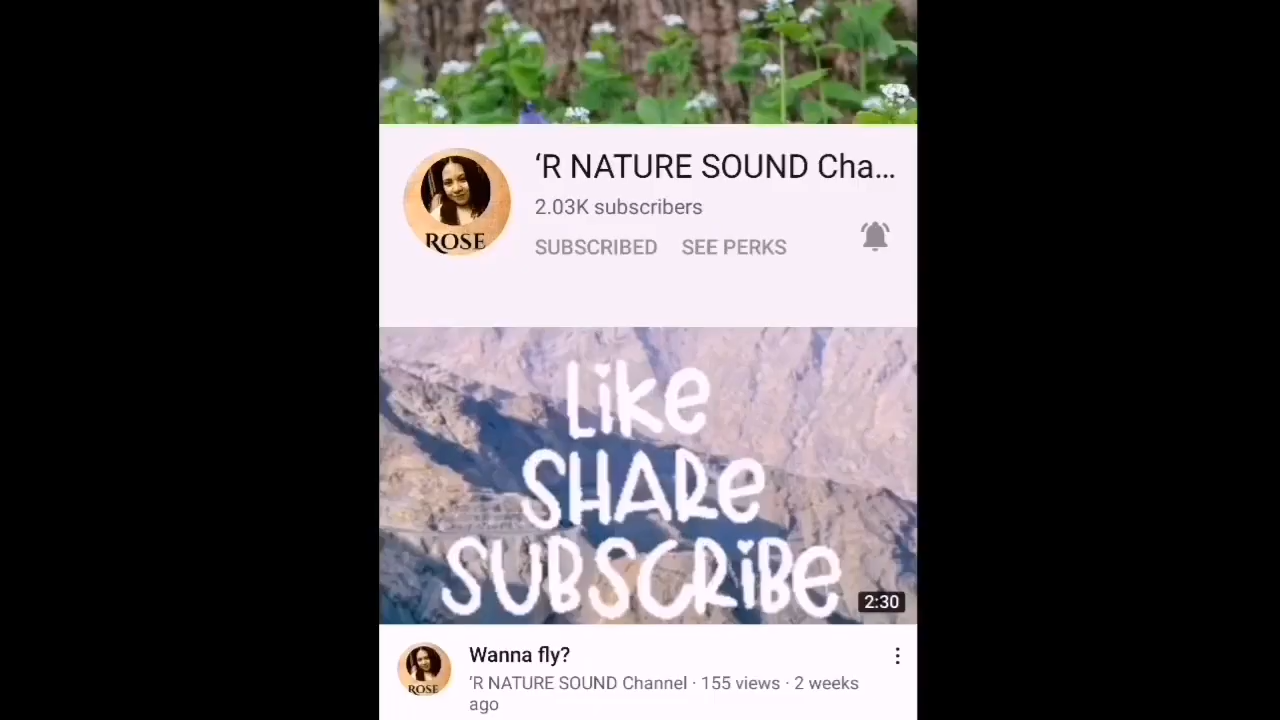 ‘R NATURE SOUND Cha...
2.03K subscribers
SUBSCRIBED SEE PERKS
ROSE
LiKe
SHARe
SUBSCRiBe
2:30
Wanna fly?
'R NATURE SOUND Channel · 155 views · 2 weeks
ago
ROSE